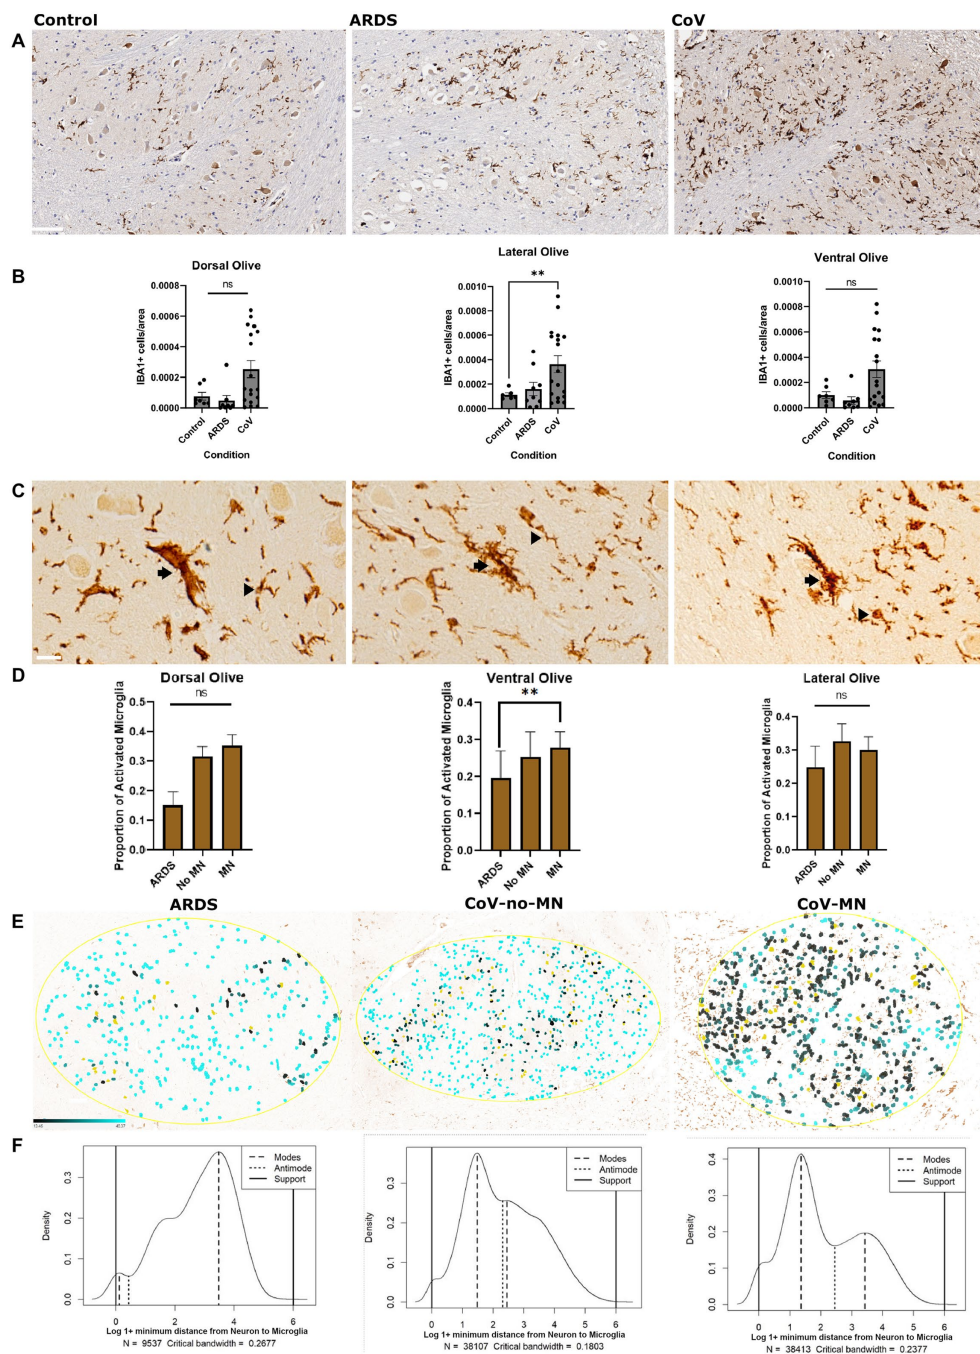 Control ARDS CoV
A
B
Dorsal Olive Lateral Olive Ventral Olive
ns ** ns
IBA1+ cells/area
0.0008
0.0006
0.0004
0.0002
0.0000
Control ARDS CoV
Condition
IBA1+ cells/area
0.0010
0.0008
0.0006
0.0004
0.0002
0.0000
Control ARDS CoV
Condition
IBA1+ cells/area
0.0010
0.0008
0.0006
0.0004
0.0002
0.0000
Control ARDS CoV
Condition
C
D
Dorsal Olive Ventral Olive Lateral Olive
ns ** ns
Proportion of Activated Microglia
0.5
0.4
0.3
0.2
0.1
0.0
ARDS No MN MN
Proportion of Activated Microglia
0.5
0.4
0.3
0.2
0.1
0.0
ARDS No MN MN
Proportion of Activated Microglia
0.4
0.3
0.2
0.1
0.0
ARDS No MN MN
ARDS CoV-no-MN CoV-MN
E
F
Density
0.3
0.2
0.1
0.0
Modes
Antimode
Support
0 2 4 6
Log 1+ minimum distance from Neuron to Microglia
N = 9537 Critical bandwidth = 0.2677
Density
0.3
0.2
0.1
0.0
Modes
Antimode
Support
0 1 2 3 4 5 6
Log 1+ minimum distance from Neuron to Microglia
N = 38107 Critical bandwidth = 0.1803
Density
0.4
0.3
0.2
0.1
0.0
Modes
Antimode
Support
0 1 2 3 4 5 6
Log 1+ minimum distance from Neuron to Microglia
N = 38413 Critical bandwidth = 0.2377